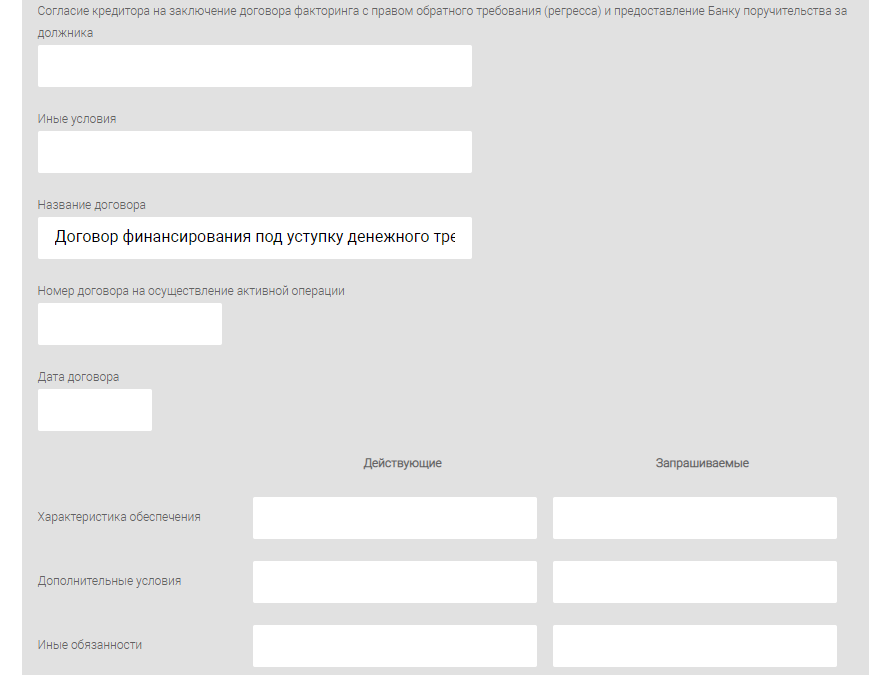 Согласие кредитора на заключение договора факторинга с правом обратного требования (регресса) и предоставление Банку поручительства за
должника
Иные условия
Название договора
Договор финансирования под уступку денежного тре
Номер договора на осуществление активной операции
Дата договора
Действующие Запрашиваемые
Характеристика обеспечения
Дополнительные условия
Иные обязанности